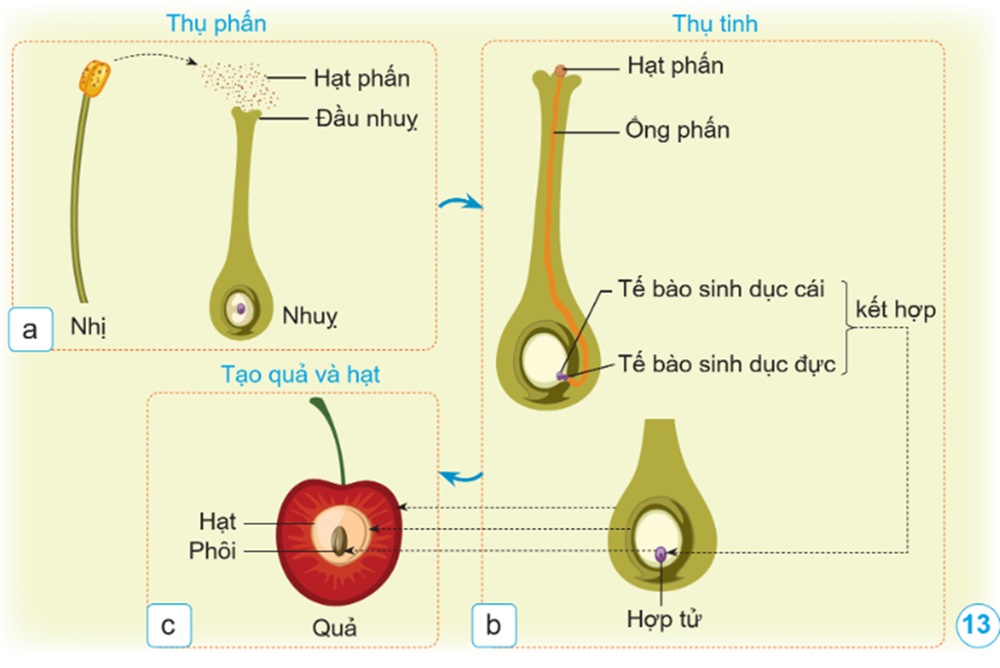 Thụ phấn
Hạt phấn
Đầu nhuỵ
Nhuỵ
Nhị
a
Thụ tinh
Hạt phấn
Ống phấn
Tế bào sinh dục cái
kết hợp
Tế bào sinh dục đực
Hợp tử
b
Tạo quả và hạt
Hạt
Phôi
Quả
c
13